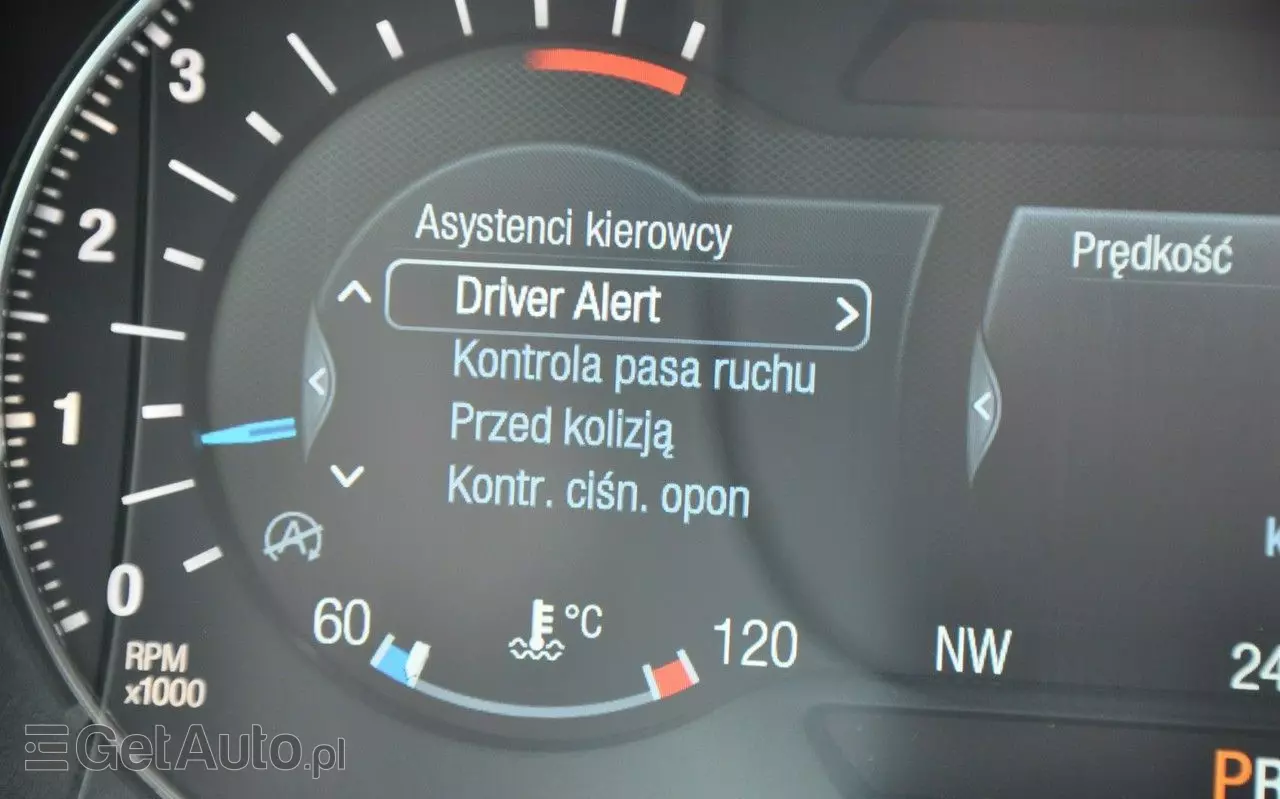 3
2
1
0
RPM
x1000
Asystenci kierowcy
Driver Alert
Kontrola pasa ruchu
Przed kolizją
Kontr. ciśn. opon
60
°C
120
Prędkość
NW
24
P
GetAuto.pl